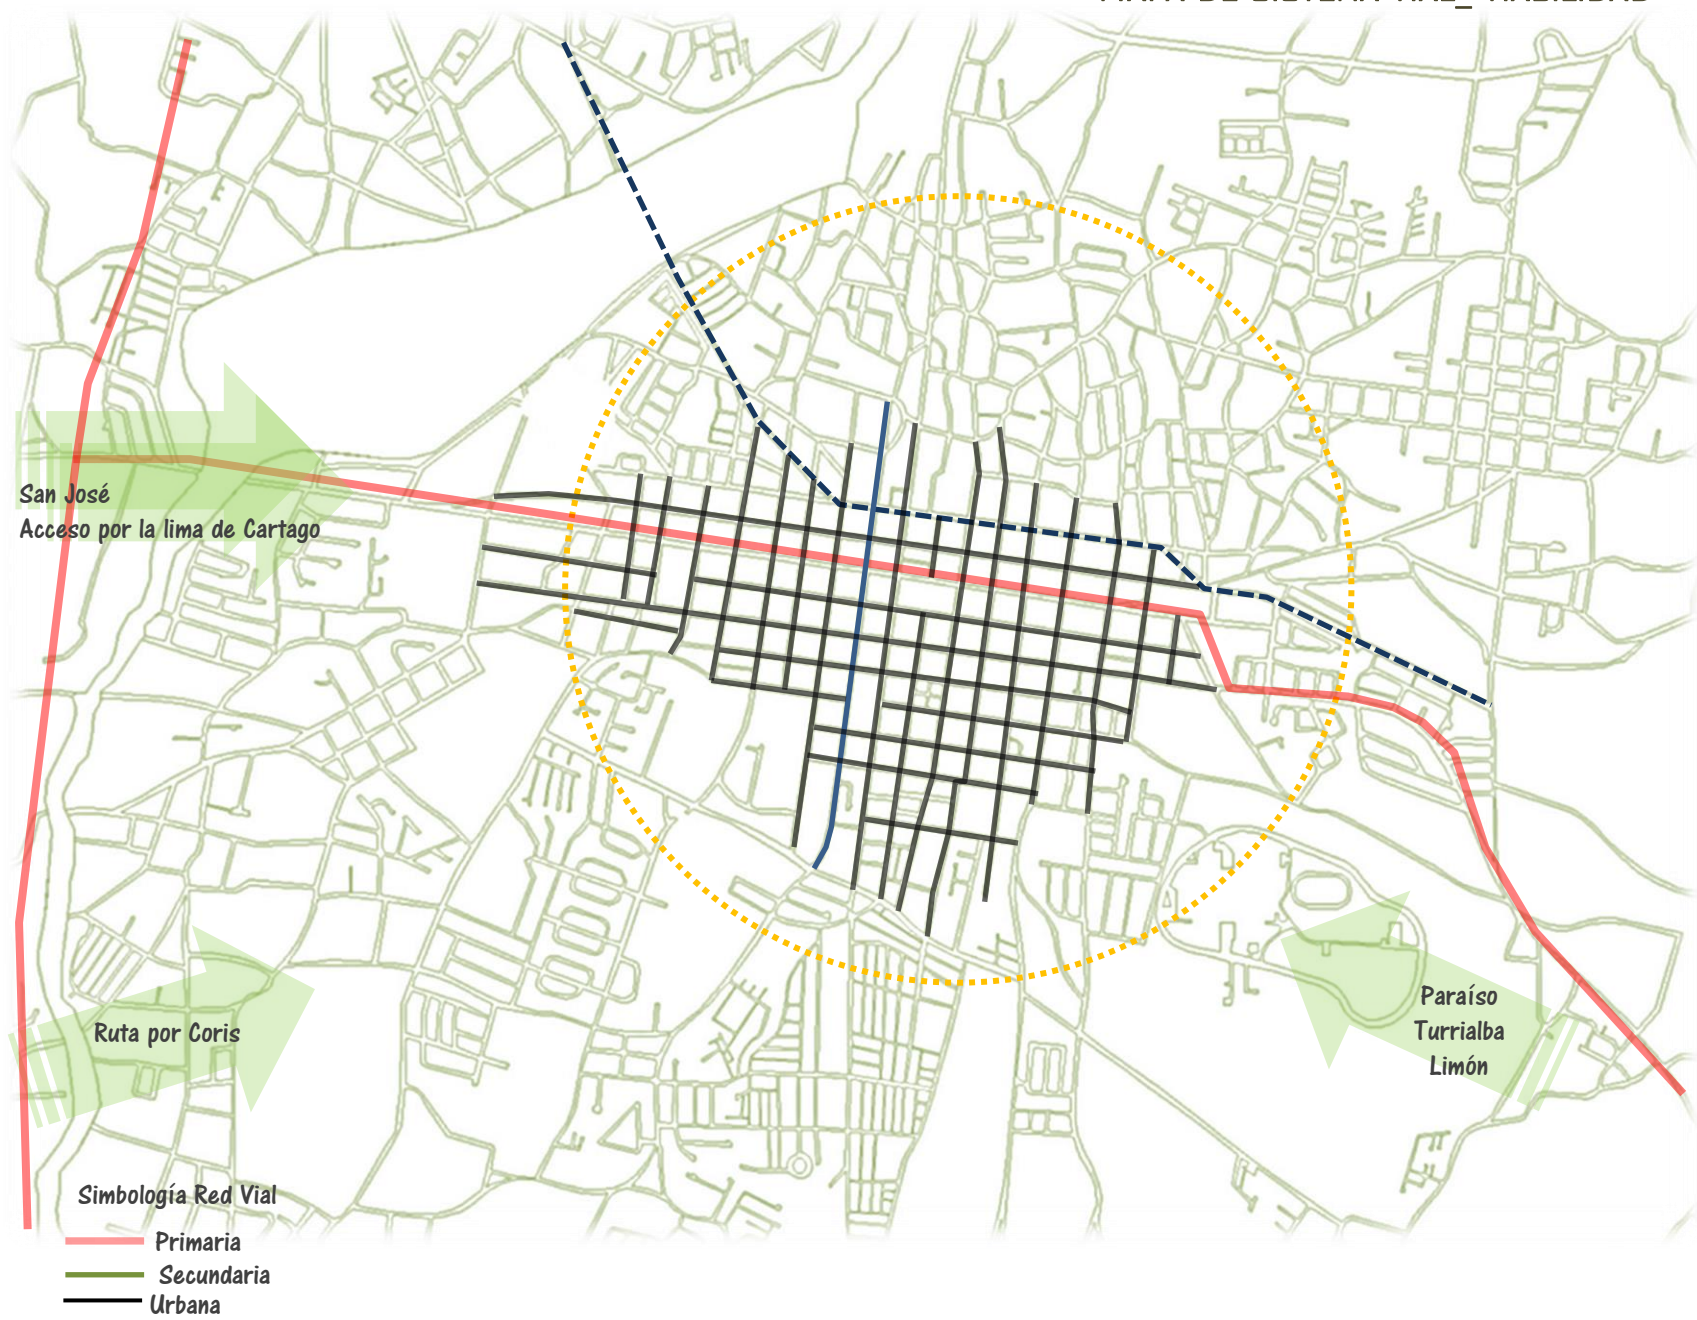 San José
Acceso por la lima de Cartago
Paraíso
Turrialba
Limón
Ruta por Coris
Simbología Red Vial
Primaria
Secundaria
Urbana